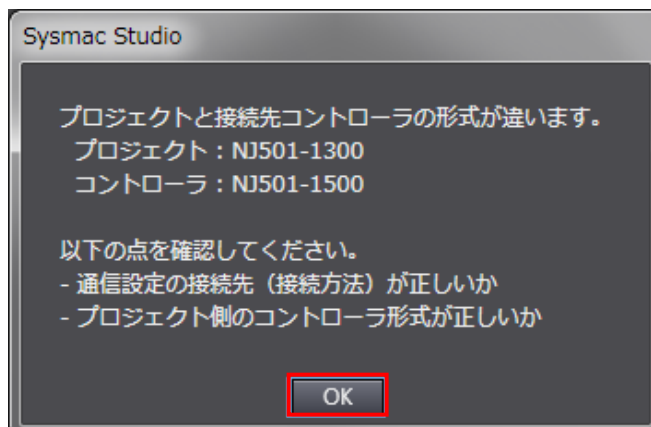 Sysmac Studio
プロジェクトと接続先コントローラの形式が違います。
プロジェクト：NJ501-1300
コントローラ：NJ501-1500
以下の点を確認してください。
- 通信設定の接続先（接続方法）が正しいか
- プロジェクト側のコントローラ形式が正しいか
OK